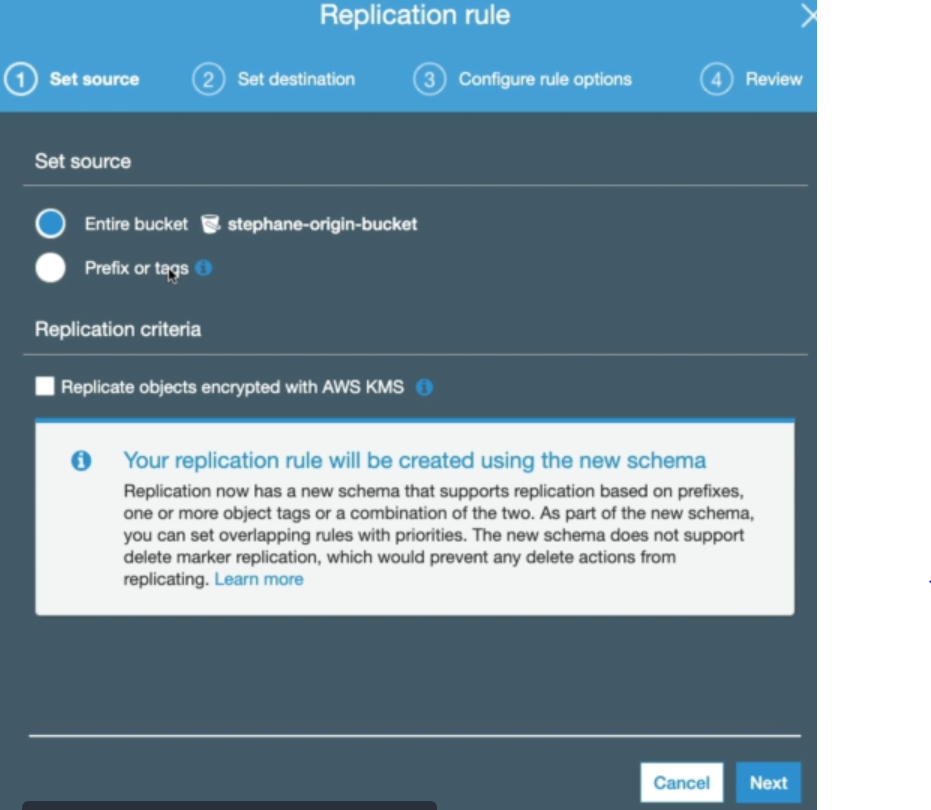 Replication rule
1 Set source 2 Set destination 3 Configure rule options 4 Review
Set source
Entire bucket stephane-origin-bucket
Prefix or tags
Replication criteria
Replicate objects encrypted with AWS KMS
Your replication rule will be created using the new schema
Replication now has a new schema that supports replication based on prefixes,
one or more object tags or a combination of the two. As part of the new schema,
you can set overlapping rules with priorities. The new schema does not support
delete marker replication, which would prevent any delete actions from
replicating. Learn more
Cancel Next